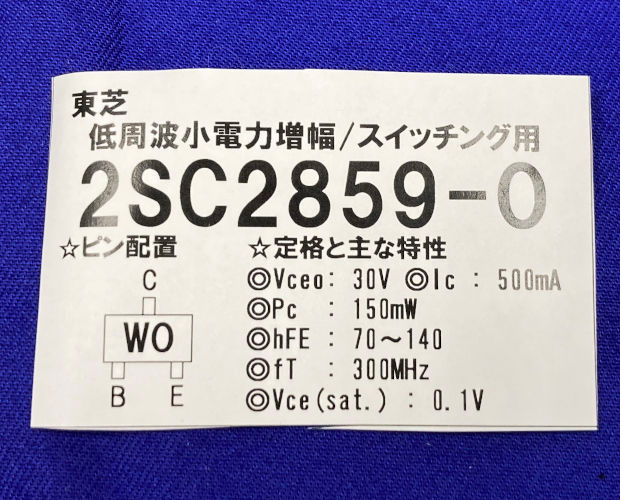 東芝
低周波小電力増幅/スイッチング用
2SC2859-O
☆ピン配置 ☆定格と主な特性
C
WO
B E
◎Vceo: 30V ◎Ic : 500mA
◎Pc : 150mW
◎hFE : 70～140
◎fT : 300MHz
◎Vce(sat.) : 0.1V